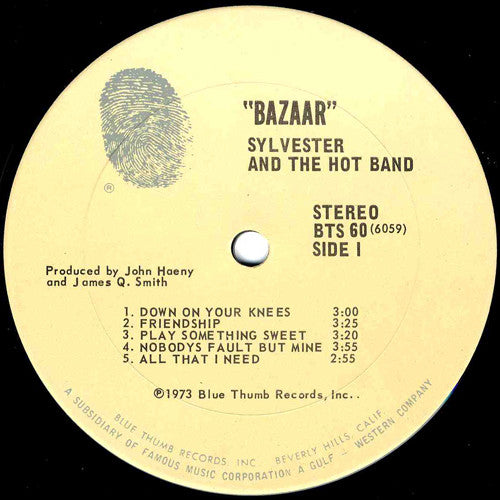 "BAZAAR"
SYLVESTER
AND THE HOT BAND
®
STEREO
BTS 60 (6059)
SIDE I
Produced by John Haeny
and James Q. Smith
1. DOWN ON YOUR KNEES 3:00
2. FRIENDSHIP 3:25
3. PLAY SOMETHING SWEET 3:20
4. NOBODYS FAULT BUT MINE 3:55
5. ALL THAT I NEED 2:55
℗1973 Blue Thumb Records, Inc..
BLUE THUMB RECORDS, INC BEVERLY HILLS, CALIF
A SUBSIDIARY OF FAMOUS MUSIC CORPORATION A GULF + WESTERN COMPANY